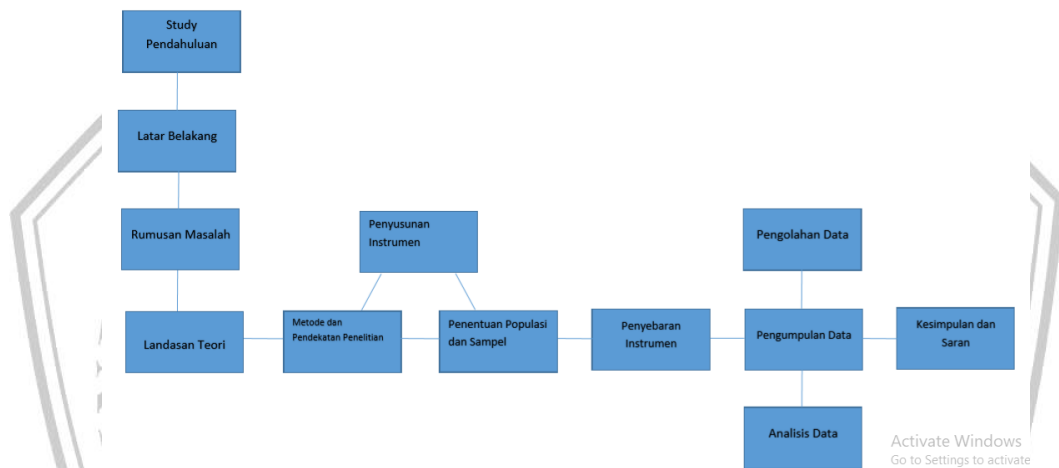 Study
Pendahuluan
Latar Belakang
Rumusan Masalah
Penyusunan
Instrumen
Pengolahan Data
Landasan Teori
Metode dan
Pendekatan Penelitian
Penentuan Populasi
dan Sampel
Penyebaran
Instrumen
Pengumpulan Data
Kesimpulan dan
Saran
Analisis Data
Activate Windows
Go to Settings to activate